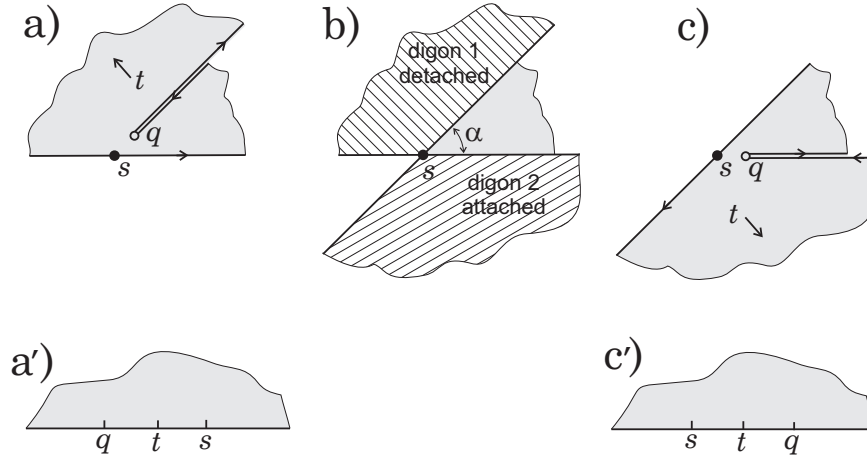 a)
t
q
s
b)
digon 1
detached
α
s
digon 2
attached
c)
s
q
t
a′)
q t s
c′)
s t q